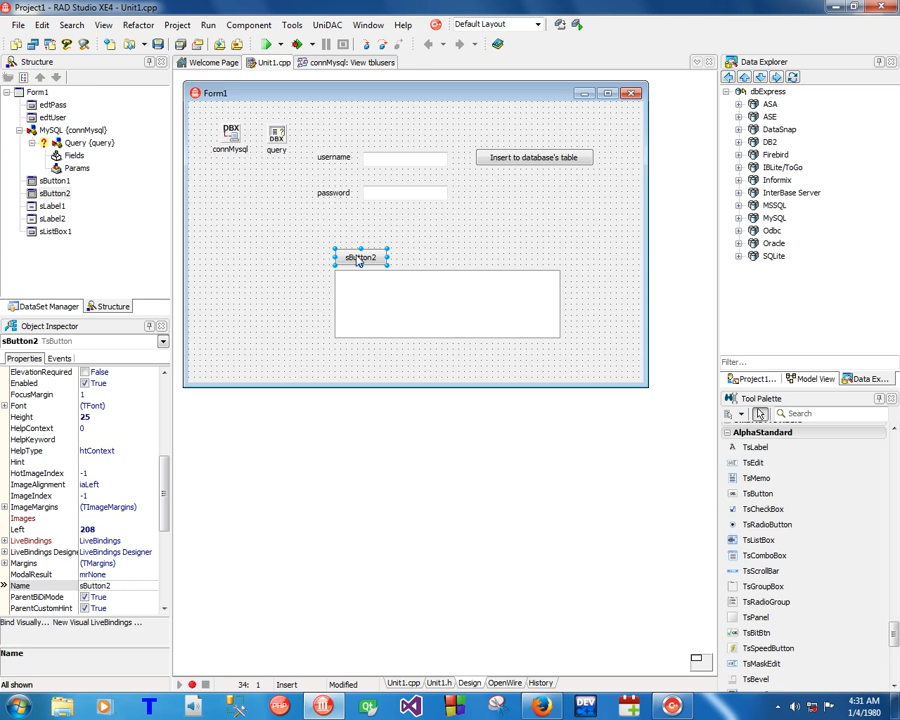 Project1 - RAD Studio XE4 - Unit1.cpp
File Edit Search View Refactor Project Run Component Tools UniDAC Window Help Default Layout
Structure
Welcome Page Unit1.cpp connMysql: View tblusers
Data Explorer
Form1
edtPass
edtUser
MySQL {connMysql}
Query {query}
Fields
Params
sButton1
sButton2
sLabel1
sLabel2
sListBox1
DataSet Manager Structure
Form1
DBX
connMysql
DBX
query
username
Insert to database's table
password
sButton2
dbExpress
ASA
ASE
DataSnap
DB2
Firebird
IBLite/ToGo
Informix
InterBase Server
MSSQL
MySQL
Odbc
Oracle
SQLite
Filter...
Project1... Model View Data Ex...
Object Inspector
sButton2 TsButton
Properties Events
ElevationRequired False
Enabled True
FocusMargin 1
Font (TFont)
Height 25
HelpContext 0
HelpKeyword
HelpType htContext
Hint
HotImageIndex -1
ImageAlignment iaLeft
ImageIndex -1
ImageMargins (TImageMargins)
Images
Left 208
LiveBindings LiveBindings
LiveBindings Designe LiveBindings Designer
Margins (TMargins)
ModalResult mrNone
Name sButton2
ParentBiDiMode True
ParentCustomHint True
Bind Visually... New Visual LiveBindings ...
Name
All shown
Tool Palette
Search
AlphaStandard
TsLabel
TsEdit
TsMemo
TsButton
TsCheckBox
TsRadioButton
TsListBox
TsComboBox
TsScrollBar
TsGroupBox
TsRadioGroup
TsPanel
TsBitBtn
TsSpeedButton
TsMaskEdit
TsBevel
34: 1 Insert Modified Unit1.cpp Unit1.h Design OpenWire History
4:31 AM
1/4/1980